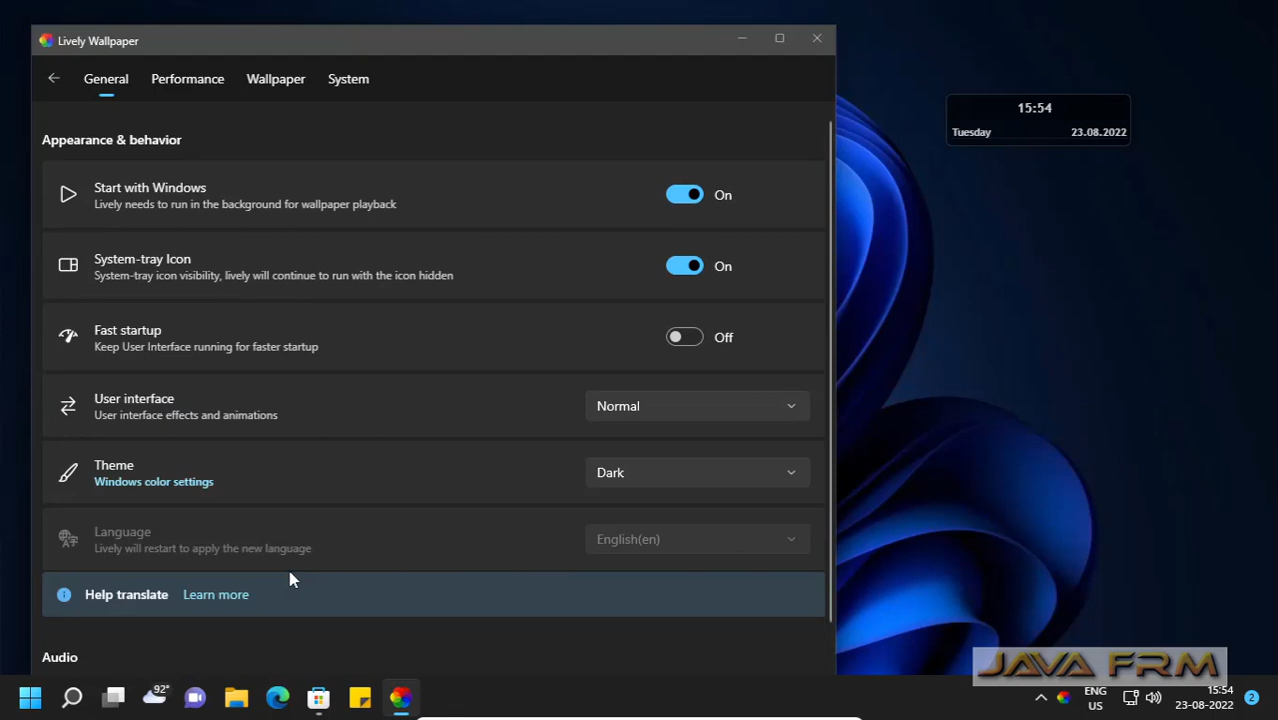 Lively Wallpaper
General Performance Wallpaper System
Appearance & behavior
Start with Windows
Lively needs to run in the background for wallpaper playback
On
System-tray Icon
System-tray icon visibility, lively will continue to run with the icon hidden
On
Fast startup
Keep User Interface running for faster startup
Off
User interface
User interface effects and animations
Normal
Theme
Windows color settings
Dark
Language
Lively will restart to apply the new language
English(en)
Help translate Learn more
Audio
15:54
Tuesday 23.08.2022
JAVA FRM
92°
ENG
US
15:54
23-08-2022
2